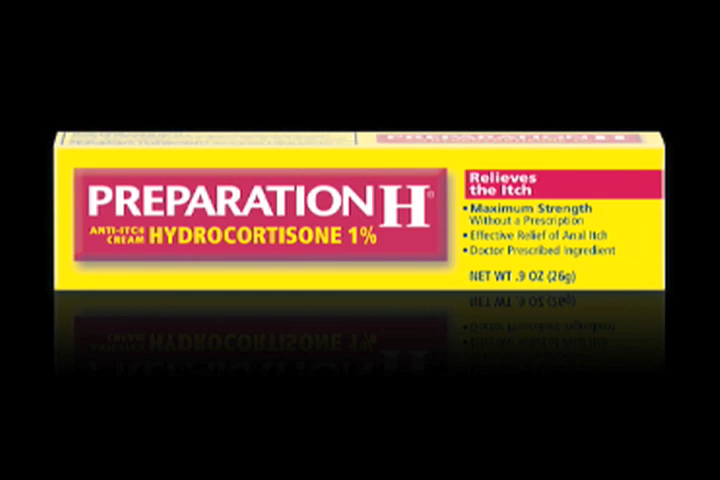 PREPARATION H®
ANTI-ITCH
CREAM HYDROCORTISONE 1%
Relieves
the Itch
• Maximum Strength
Without a Prescription
• Effective Relief of Anal Itch
• Doctor Prescribed Ingredient
NET WT .9 OZ (26g)